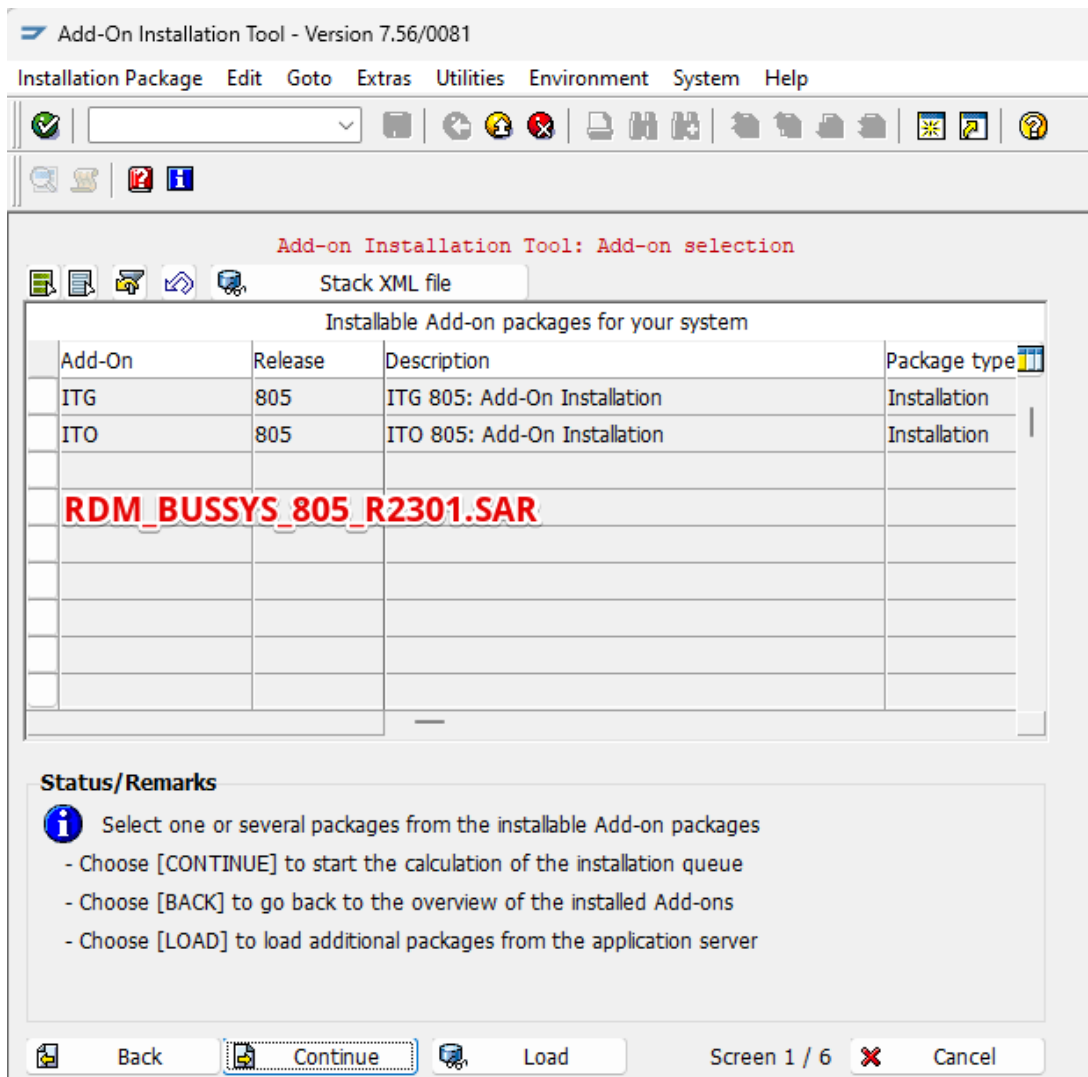 Add-On Installation Tool - Version 7.56/0081
Installation Package Edit Goto Extras Utilities Environment System Help
Add-on Installation Tool: Add-on selection
Stack XML file
Installable Add-on packages for your system
Add-On Release Description Package type
ITG 805 ITG 805: Add-On Installation Installation
ITO 805 ITO 805: Add-On Installation Installation
RDM_BUSSYS_805_R2301.SAR
Status/Remarks
Select one or several packages from the installable Add-on packages
- Choose [CONTINUE] to start the calculation of the installation queue
- Choose [BACK] to go back to the overview of the installed Add-ons
- Choose [LOAD] to load additional packages from the application server
Back Continue Load Screen 1 / 6 Cancel